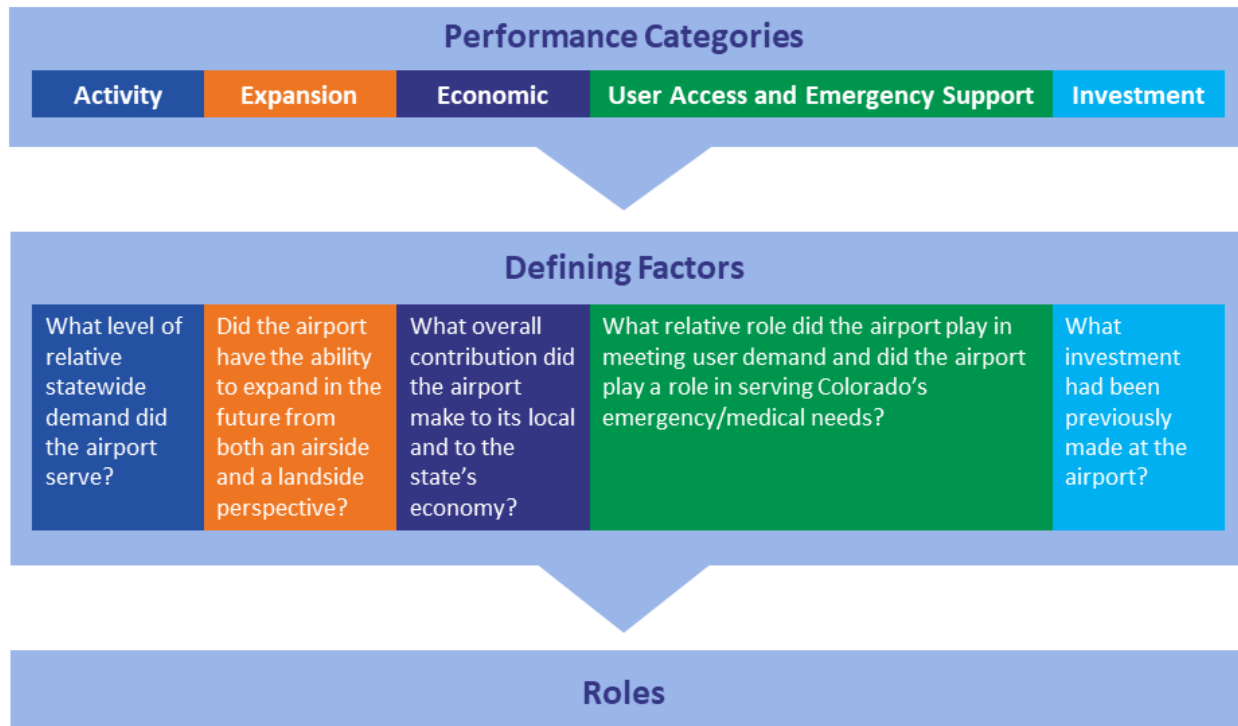 Performance Categories
Activity
Expansion
Economic
User Access and Emergency Support
Investment
Defining Factors
What level of
relative
statewide
demand did
the airport
serve?
Did the airport
have the ability
to expand in the
future from
both an airside
and a landside
perspective?
What overall
contribution did
the airport
make to its local
and to the
state's
economy?
What relative role did the airport play in
meeting user demand and did the airport
play a role in serving Colorado's
emergency/medical needs?
What
investment
had been
previously
made at the
airport?
Roles